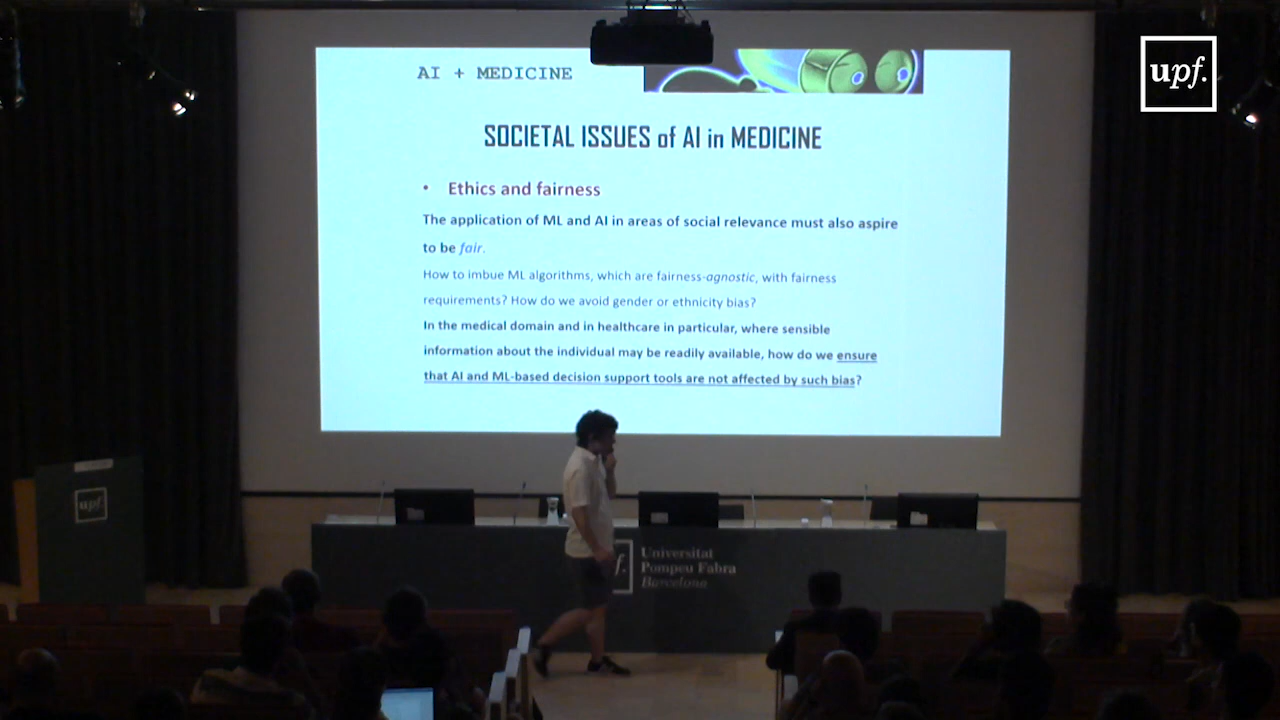 upf.
AI + MEDICINE
SOCIETAL ISSUES of AI in MEDICINE
• Ethics and fairness
The application of ML and AI in areas of social relevance must also aspire
to be fair.
How to imbue ML algorithms, which are fairness-agnostic, with fairness
requirements? How do we avoid gender or ethnicity bias?
In the medical domain and in healthcare in particular, where sensible
information about the individual may be readily available, how do we ensure
that AI and ML-based decision support tools are not affected by such bias?
upf.
f.
Universitat
Pompeu Fabra
Barcelona